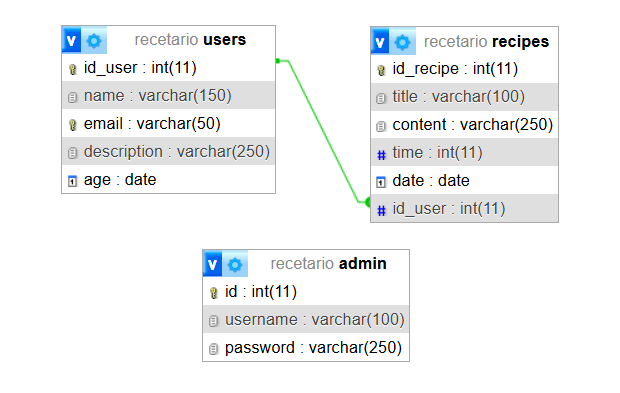 v recetario users
id_user : int(11)
name : varchar(150)
email : varchar(50)
description : varchar(250)
age : date
v recetario recipes
id_recipe : int(11)
title : varchar(100)
content : varchar(250)
# time : int(11)
date : date
# id_user : int(11)
v recetario admin
id : int(11)
username : varchar(100)
password : varchar(250)